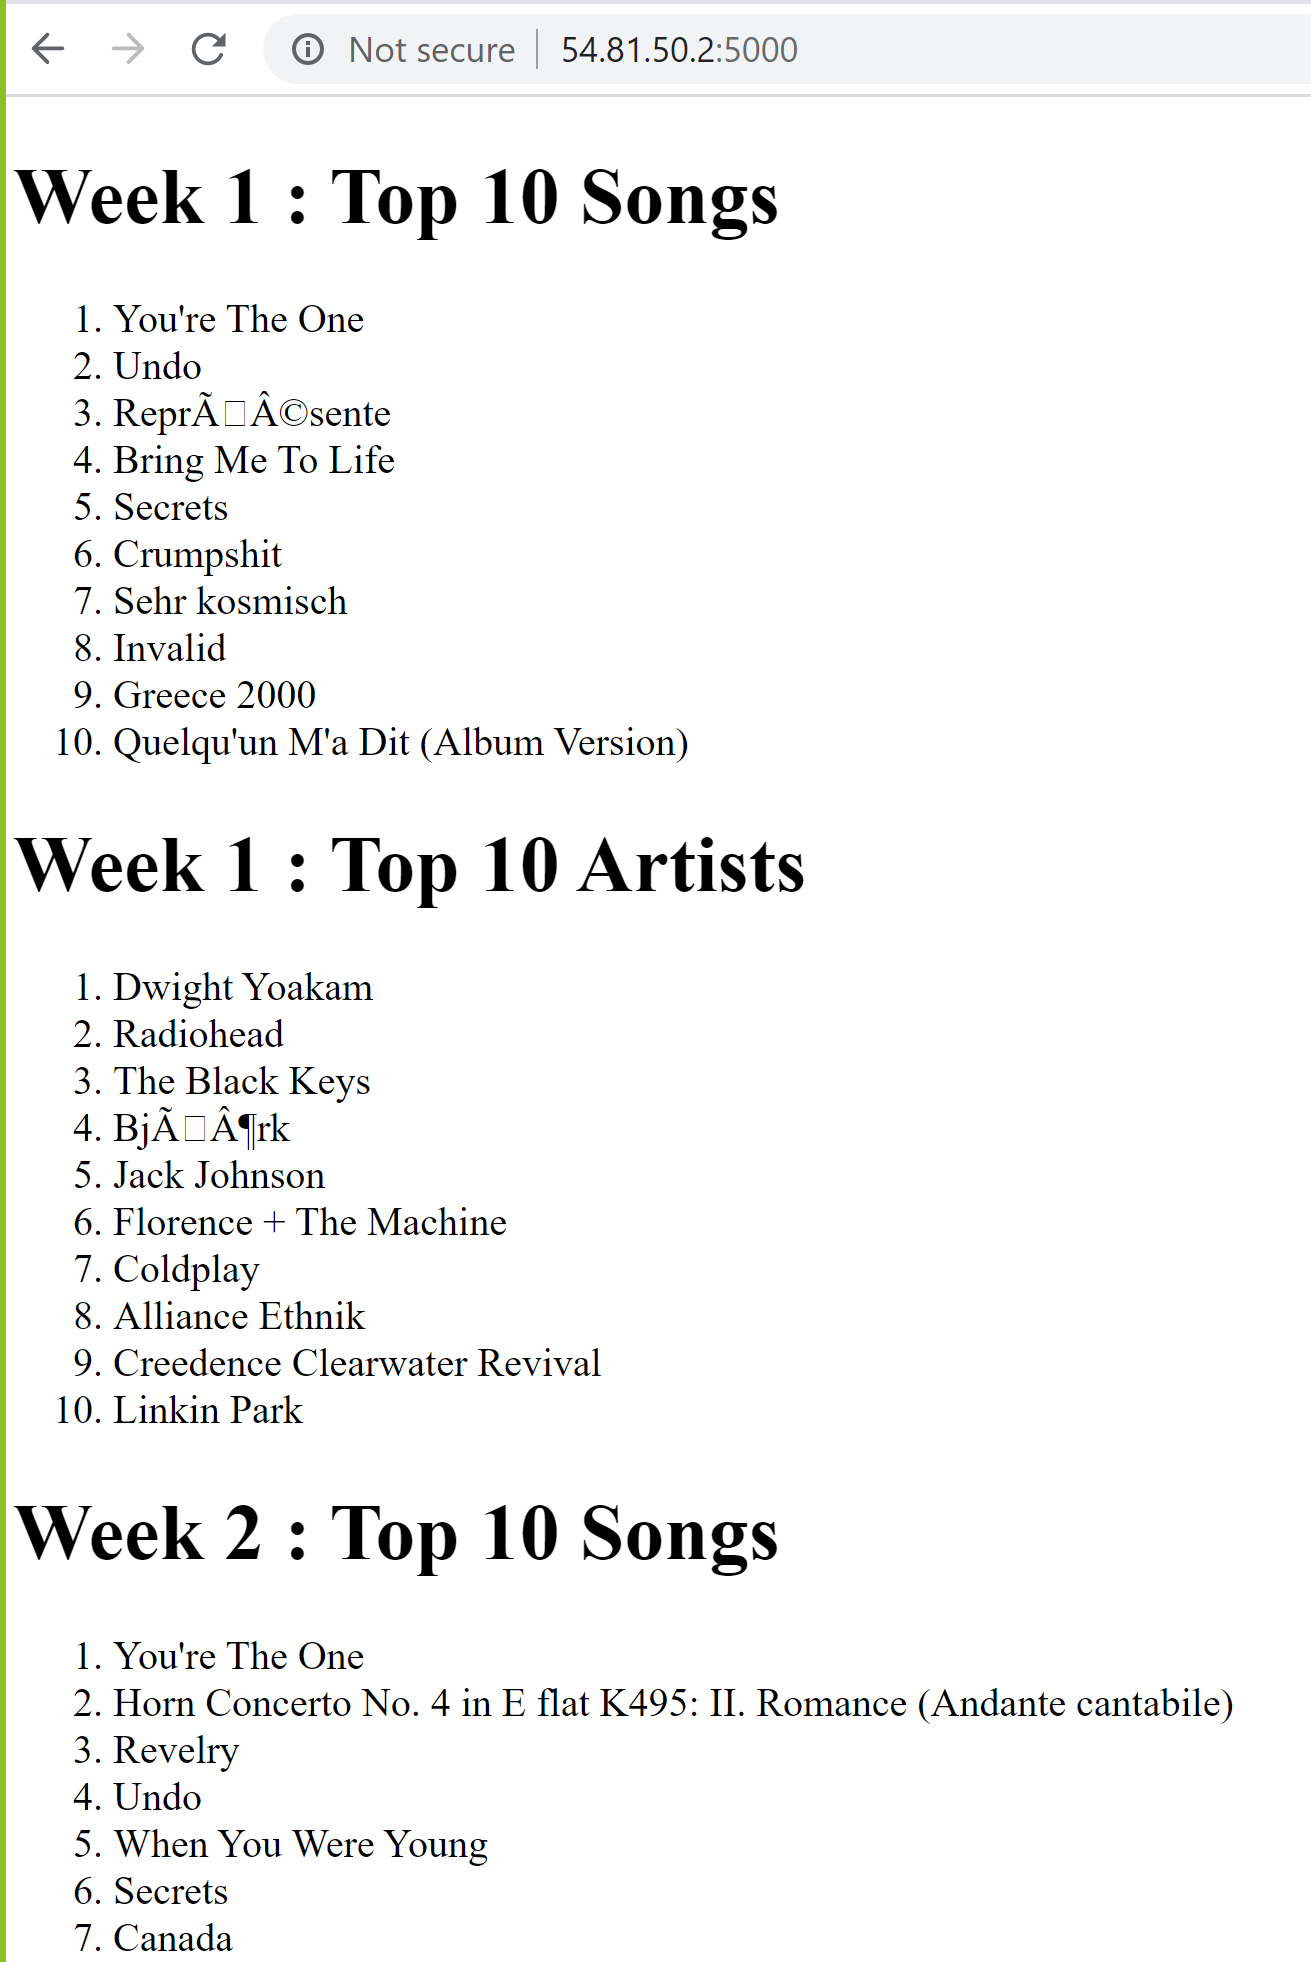 Not secure 54.81.50.2:5000
Week 1 : Top 10 Songs
1. You're The One
2. Undo
3. ReprÃ□Â©sente
4. Bring Me To Life
5. Secrets
6. Crumpshit
7. Sehr kosmisch
8. Invalid
9. Greece 2000
10. Quelqu'un M'a Dit (Album Version)
Week 1 : Top 10 Artists
1. Dwight Yoakam
2. Radiohead
3. The Black Keys
4. BjÃ□Â¶rk
5. Jack Johnson
6. Florence + The Machine
7. Coldplay
8. Alliance Ethnik
9. Creedence Clearwater Revival
10. Linkin Park
Week 2 : Top 10 Songs
1. You're The One
2. Horn Concerto No. 4 in E flat K495: II. Romance (Andante cantabile)
3. Revelry
4. Undo
5. When You Were Young
6. Secrets
7. Canada